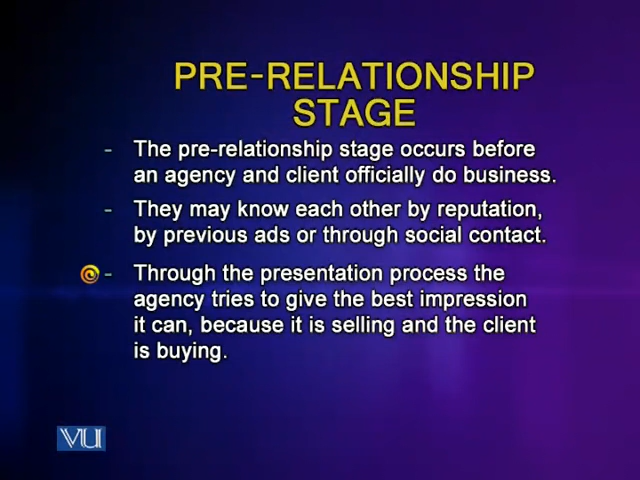 PRE-RELATIONSHIP
STAGE
- The pre-relationship stage occurs before
an agency and client officially do business.
- They may know each other by reputation,
by previous ads or through social contact.
- Through the presentation process the
agency tries to give the best impression
it can, because it is selling and the client
is buying.
VU